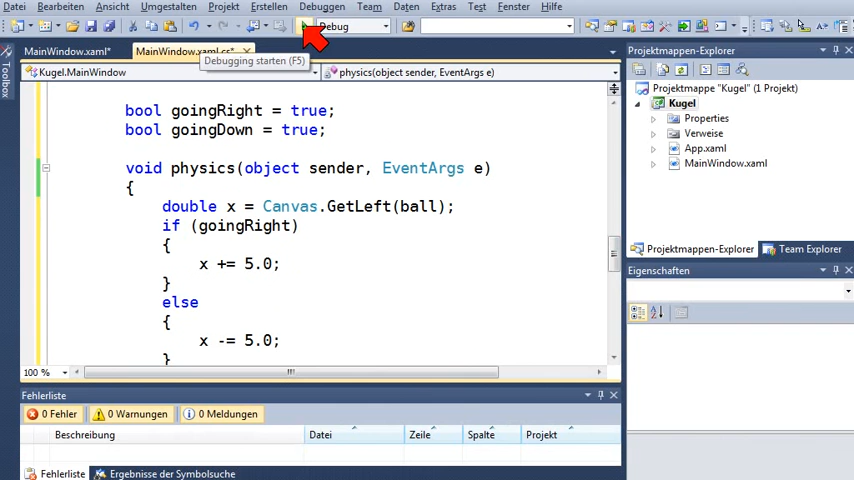 Datei Bearbeiten Ansicht Umgestalten Projekt Erstellen Debuggen Team Daten Extras Test Fenster Hilfe
Debug
MainWindow.xaml* MainWindow.xaml.cs*
Debugging starten (F5)
Kugel.MainWindow physics(object sender, EventArgs e)
bool goingRight = true;
bool goingDown = true;
void physics(object sender, EventArgs e)
{
double x = Canvas.GetLeft(ball);
if (goingRight)
{
x += 5.0;
}
else
{
x -= 5.0;
}
100 %
Toolbox
Projektmappen-Explorer
Projektmappe "Kugel" (1 Projekt)
Kugel
Properties
Verweise
App.xaml
MainWindow.xaml
Projektmappen-Explorer Team Explorer
Eigenschaften
Fehlerliste
0 Fehler 0 Warnungen 0 Meldungen
Beschreibung Datei Zeile Spalte Projekt
Fehlerliste Ergebnisse der Symbolsuche